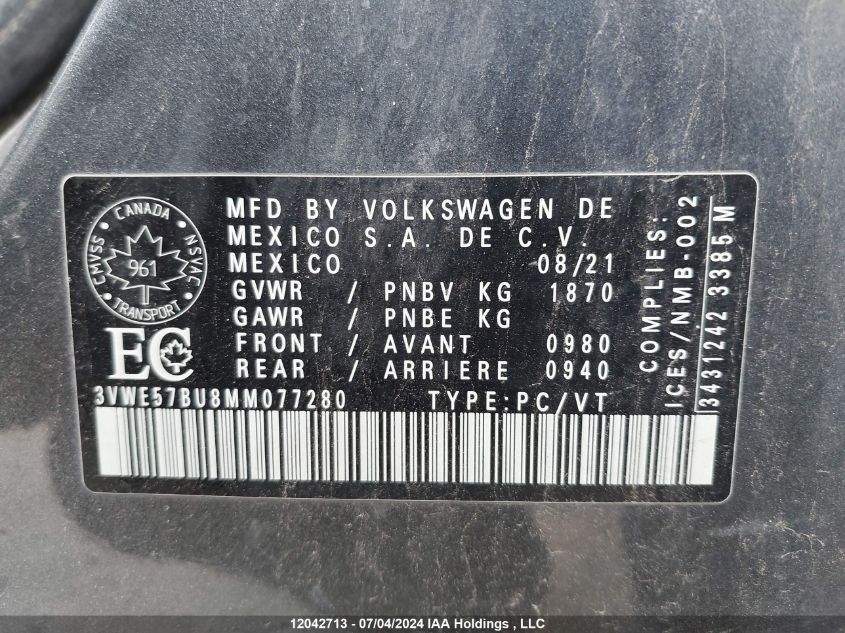 CANADA
CMVSS
NSVAC
961
TRANSPORT
EC
MFD BY VOLKSWAGEN DE
MEXICO S.A. DE C.V.
MEXICO 08/21
GVWR / PNBV KG 1870
GAWR / PNBE KG
FRONT / AVANT 0980
REAR / ARRIERE 0940
3VWE57BU8MM077280 TYPE:PC/VT
COMPLIES:
ICES/NMB-002
3431242 3385 M
12042713 - 07/04/2024 IAA Holdings , LLC